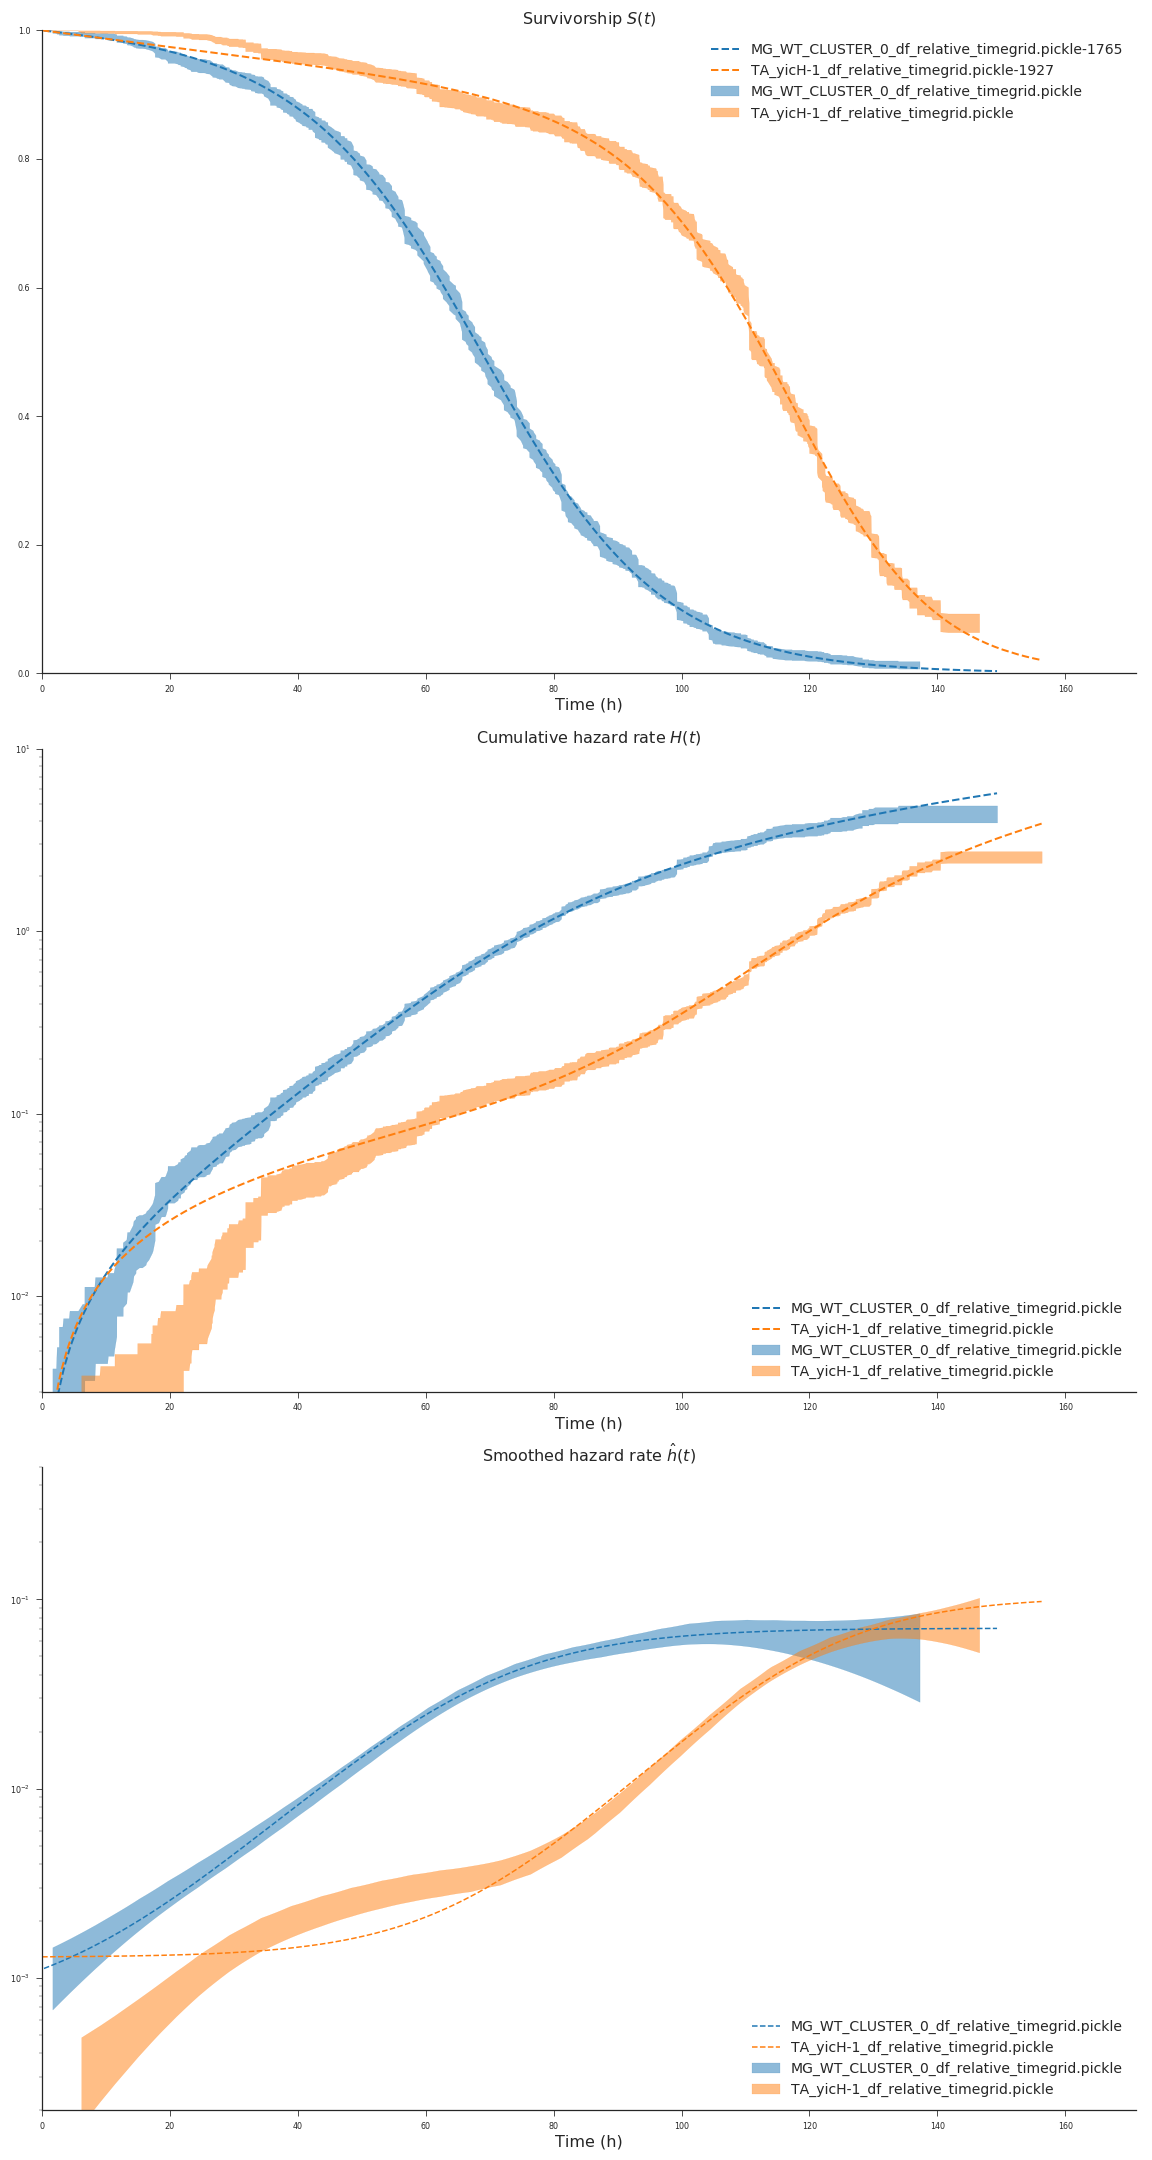 Survivorship S(t)
1.0
0.8
0.6
0.4
0.2
0.0
MG_WT_CLUSTER_0_df_relative_timegrid.pickle-1765
TA_yicH-1_df_relative_timegrid.pickle-1927
MG_WT_CLUSTER_0_df_relative_timegrid.pickle
TA_yicH-1_df_relative_timegrid.pickle
0 20 40 60 80 100 120 140 160
Time (h)
Cumulative hazard rate H(t)
10¹
10⁰
10⁻¹
10⁻²
MG_WT_CLUSTER_0_df_relative_timegrid.pickle
TA_yicH-1_df_relative_timegrid.pickle
MG_WT_CLUSTER_0_df_relative_timegrid.pickle
TA_yicH-1_df_relative_timegrid.pickle
0 20 40 60 80 100 120 140 160
Time (h)
Smoothed hazard rate ĥ(t)
10⁻¹
10⁻²
10⁻³
MG_WT_CLUSTER_0_df_relative_timegrid.pickle
TA_yicH-1_df_relative_timegrid.pickle
MG_WT_CLUSTER_0_df_relative_timegrid.pickle
TA_yicH-1_df_relative_timegrid.pickle
0 20 40 60 80 100 120 140 160
Time (h)